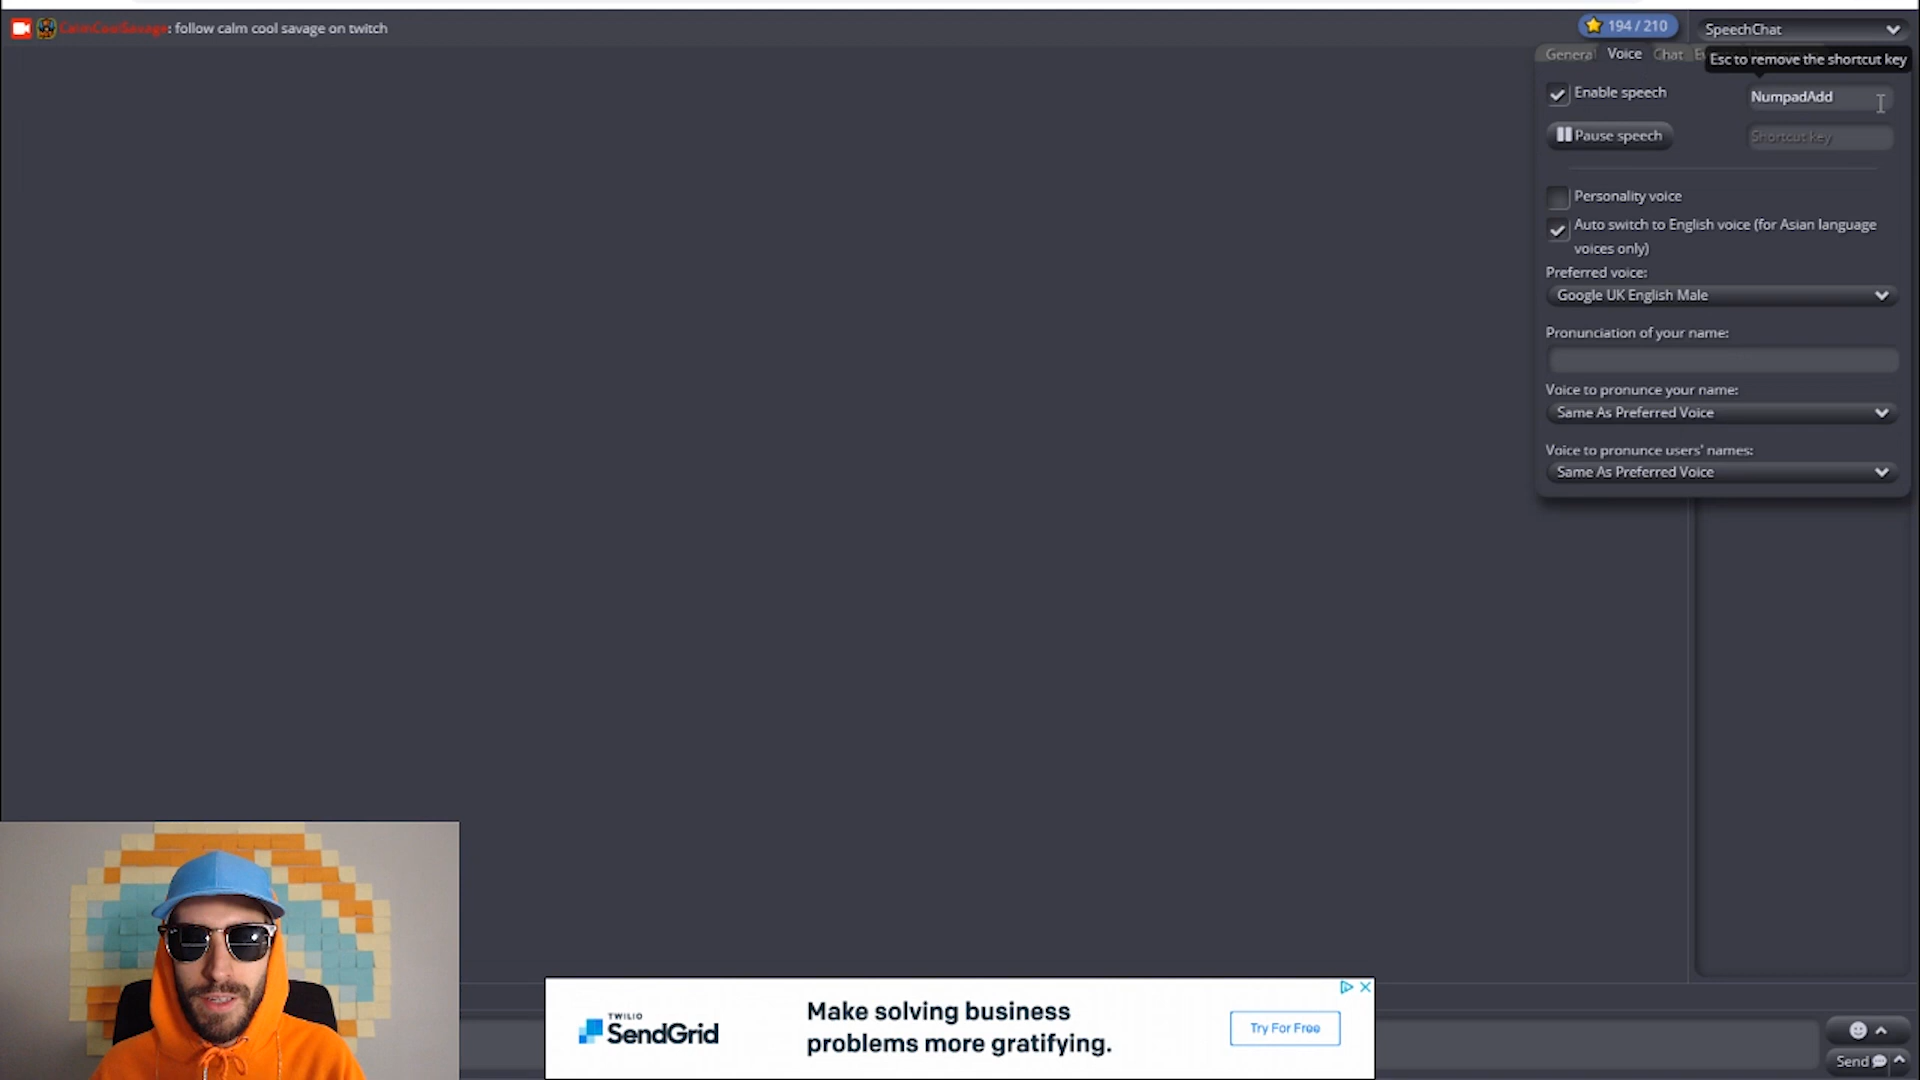 CalmCoolSavage: follow calm cool savage on twitch
194 / 210
SpeechChat
General Voice Chat
Esc to remove the shortcut key
Enable speech
NumpadAdd
Pause speech
Shortcut key
Personality voice
Auto switch to English voice (for Asian language
voices only)
Preferred voice:
Google UK English Male
Pronunciation of your name:
Voice to pronunce your name:
Same As Preferred Voice
Voice to pronunce users' names:
Same As Preferred Voice
TWILIO
SendGrid
Make solving business
problems more gratifying.
Try For Free
Send